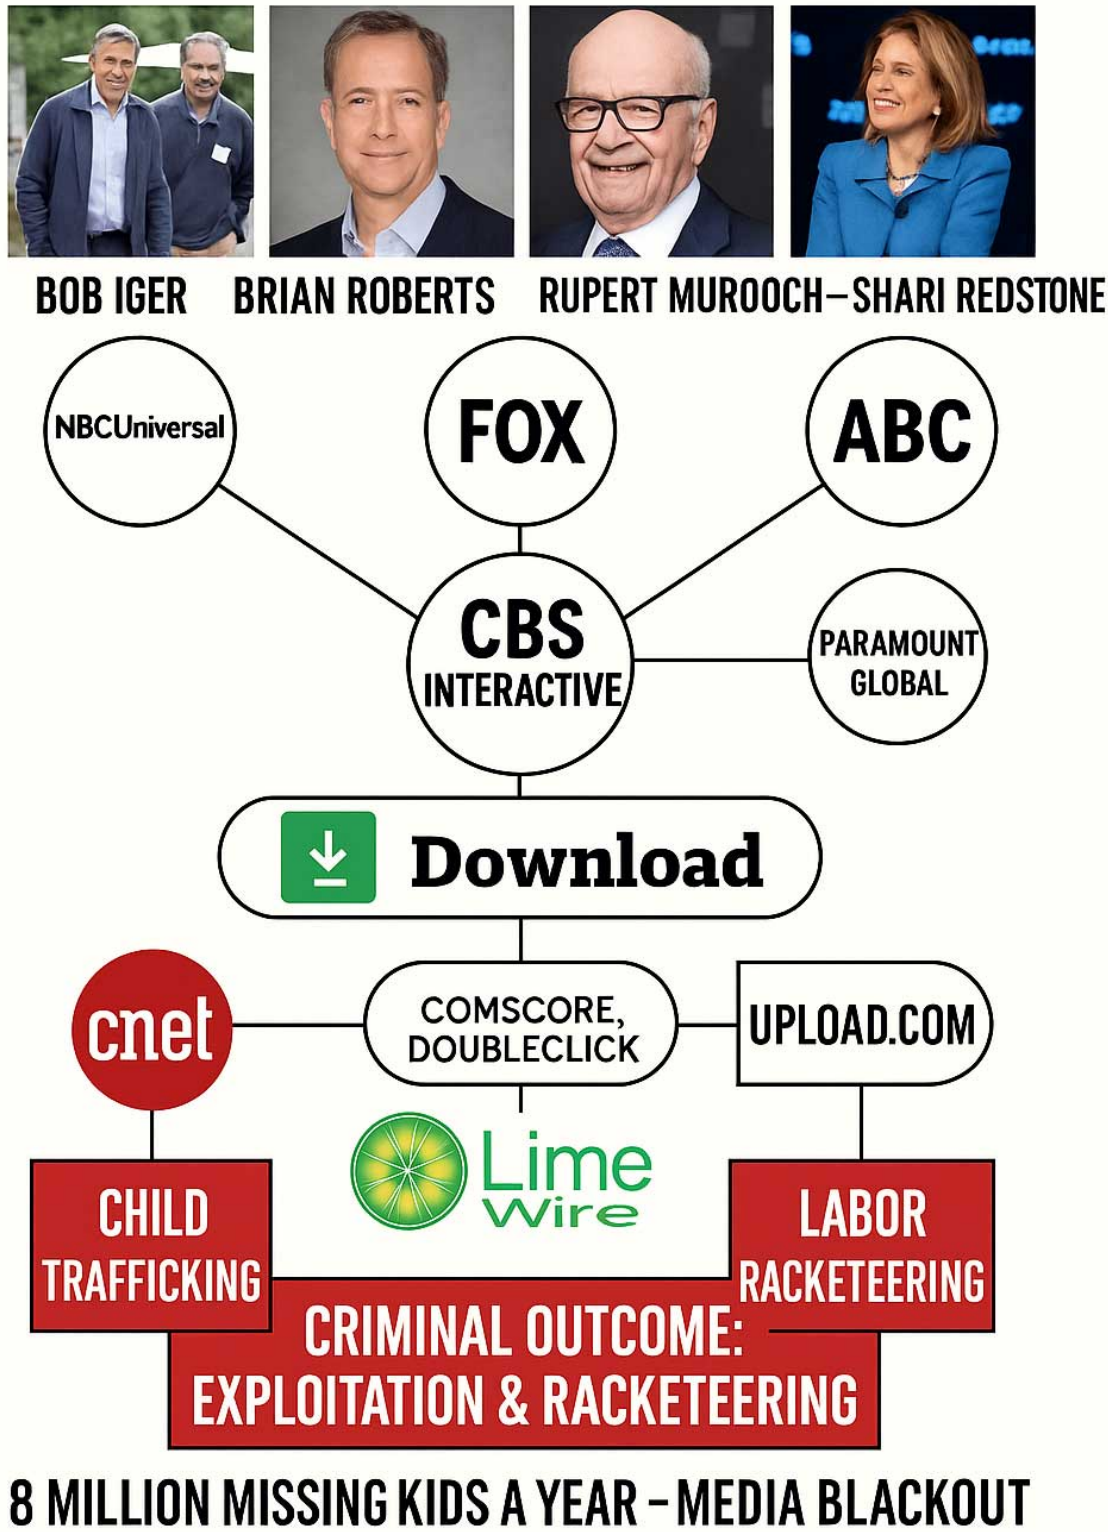 BOB IGER
BRIAN ROBERTS
RUPERT MUROOCH–SHARI REDSTONE
NBCUniversal
FOX
ABC
CBS
INTERACTIVE
PARAMOUNT
GLOBAL
Download
cnet
COMSCORE,
DOUBLECLICK
UPLOAD.COM
Lime
Wire
CHILD
TRAFFICKING
LABOR
RACKETEERING
CRIMINAL OUTCOME:
EXPLOITATION & RACKETEERING
8 MILLION MISSING KIDS A YEAR – MEDIA BLACKOUT